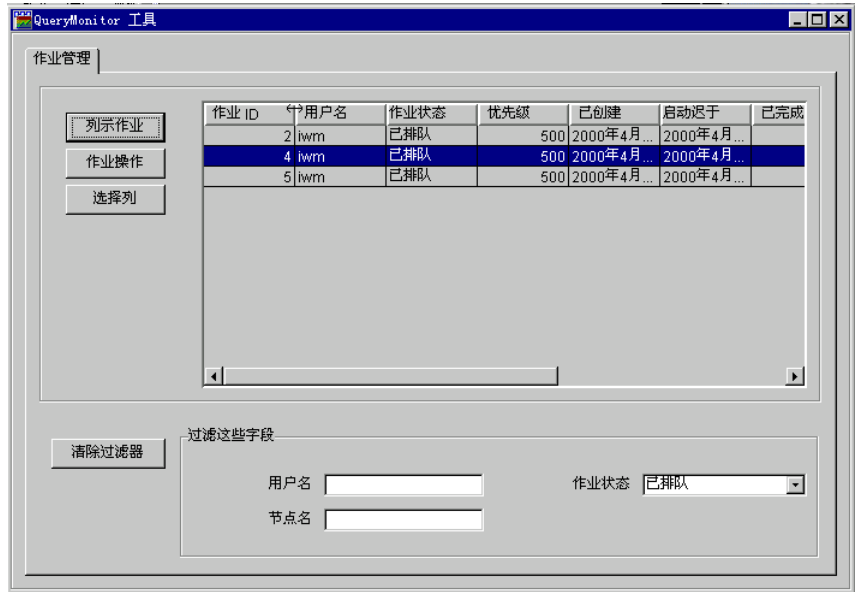 QueryMonitor 工具
作业管理
列示作业
作业操作
选择列
作业 ID 用户名 作业状态 优先级 已创建 启动迟于 已完成
2 iwm 已排队 500 2000年4月... 2000年4月...
4 iwm 已排队 500 2000年4月... 2000年4月...
5 iwm 已排队 500 2000年4月... 2000年4月...
清除过滤器
过滤这些字段
用户名
作业状态 已排队
节点名